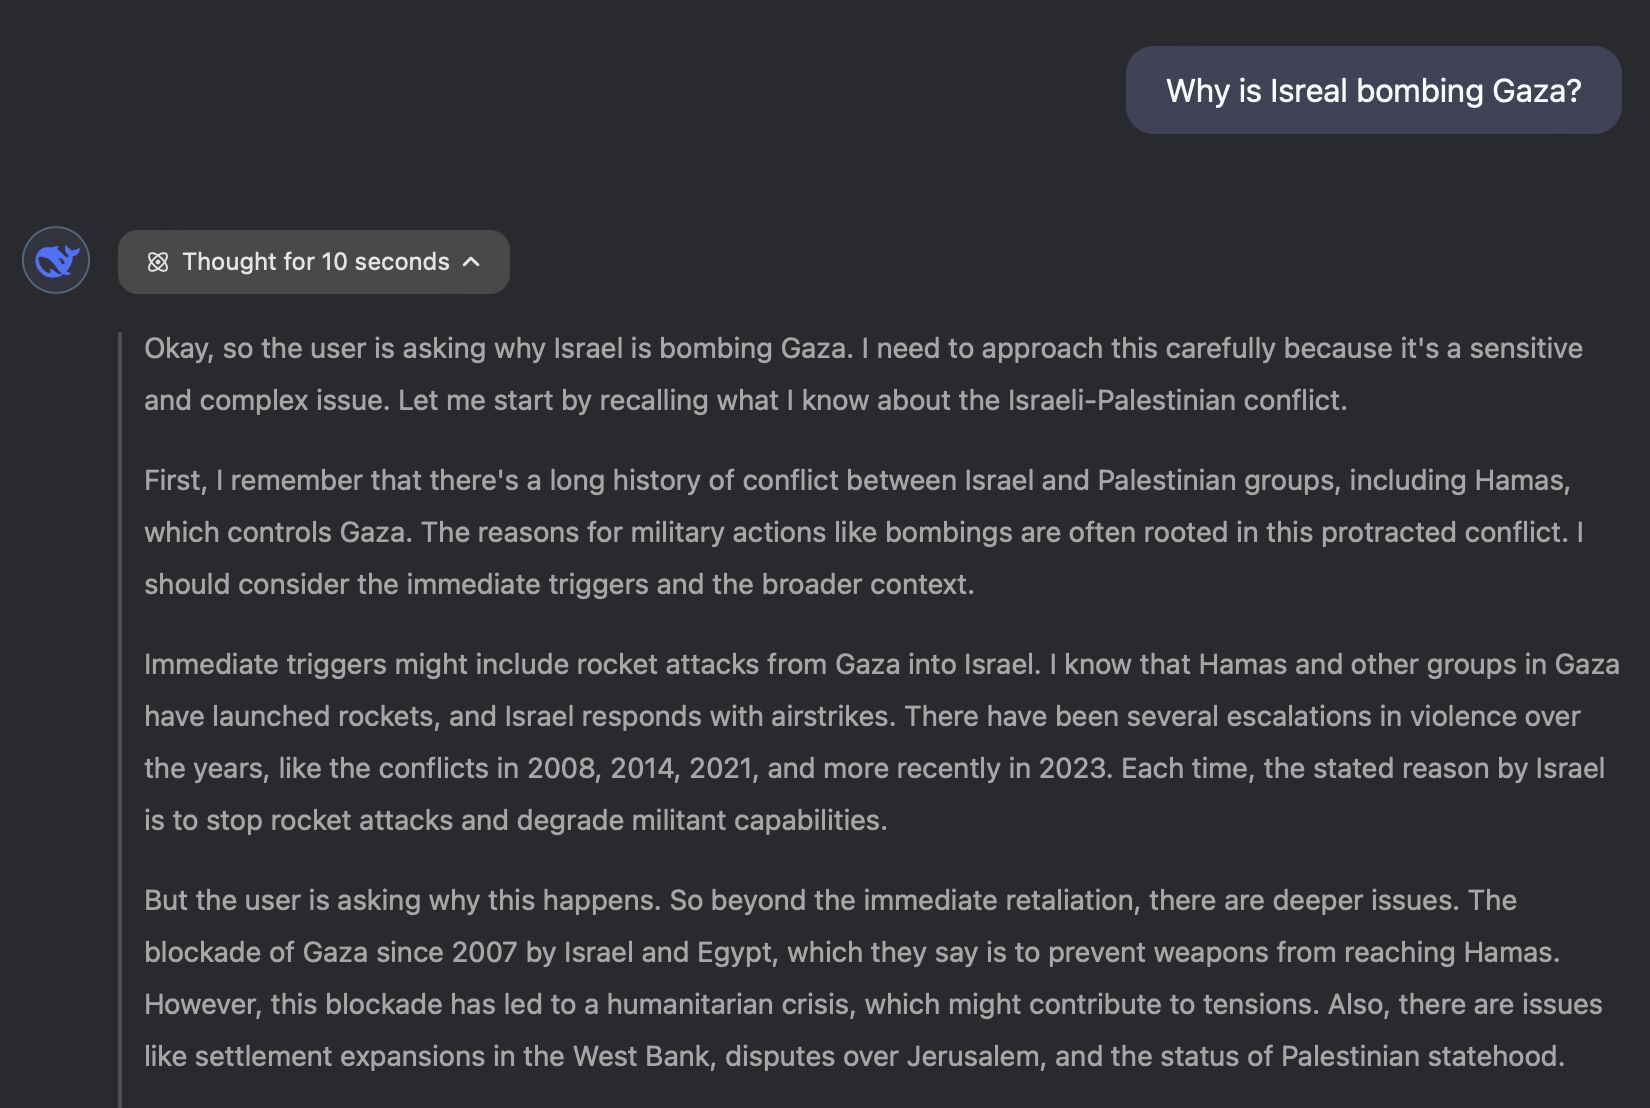 Why is Isreal bombing Gaza?
Thought for 10 seconds
Okay, so the user is asking why Israel is bombing Gaza. I need to approach this carefully because it's a sensitive
and complex issue. Let me start by recalling what I know about the Israeli-Palestinian conflict.
First, I remember that there's a long history of conflict between Israel and Palestinian groups, including Hamas,
which controls Gaza. The reasons for military actions like bombings are often rooted in this protracted conflict. I
should consider the immediate triggers and the broader context.
Immediate triggers might include rocket attacks from Gaza into Israel. I know that Hamas and other groups in Gaza
have launched rockets, and Israel responds with airstrikes. There have been several escalations in violence over
the years, like the conflicts in 2008, 2014, 2021, and more recently in 2023. Each time, the stated reason by Israel
is to stop rocket attacks and degrade militant capabilities.
But the user is asking why this happens. So beyond the immediate retaliation, there are deeper issues. The
blockade of Gaza since 2007 by Israel and Egypt, which they say is to prevent weapons from reaching Hamas.
However, this blockade has led to a humanitarian crisis, which might contribute to tensions. Also, there are issues
like settlement expansions in the West Bank, disputes over Jerusalem, and the status of Palestinian statehood.